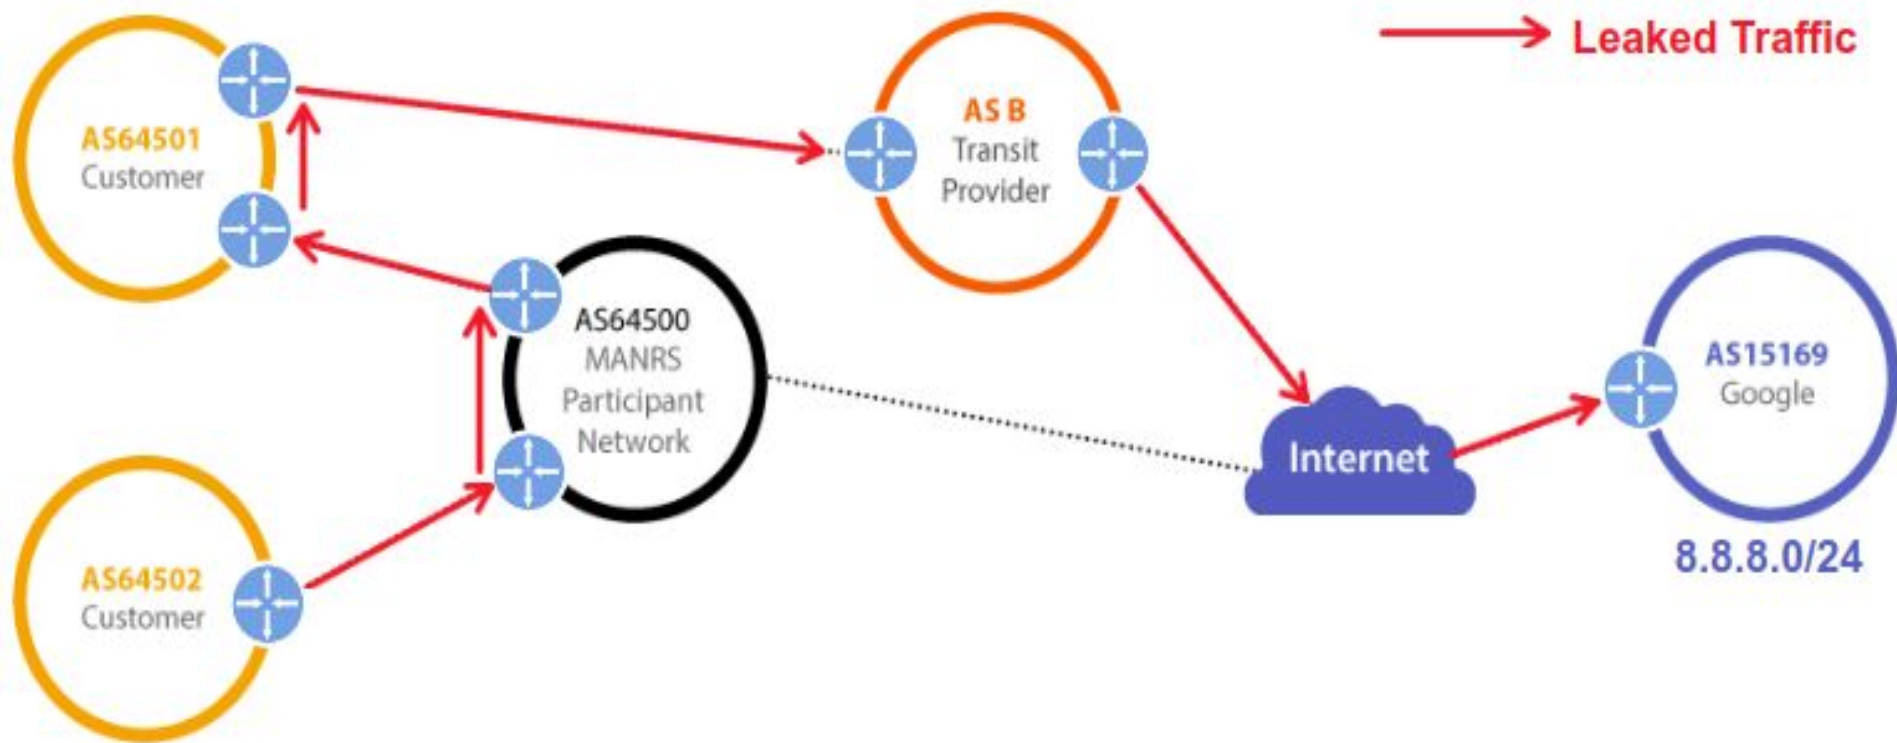 Leaked Traffic
AS64501
Customer
AS B
Transit
Provider
AS64500
MANRS
Participant
Network
AS15169
Google
Internet
8.8.8.0/24
AS64502
Customer